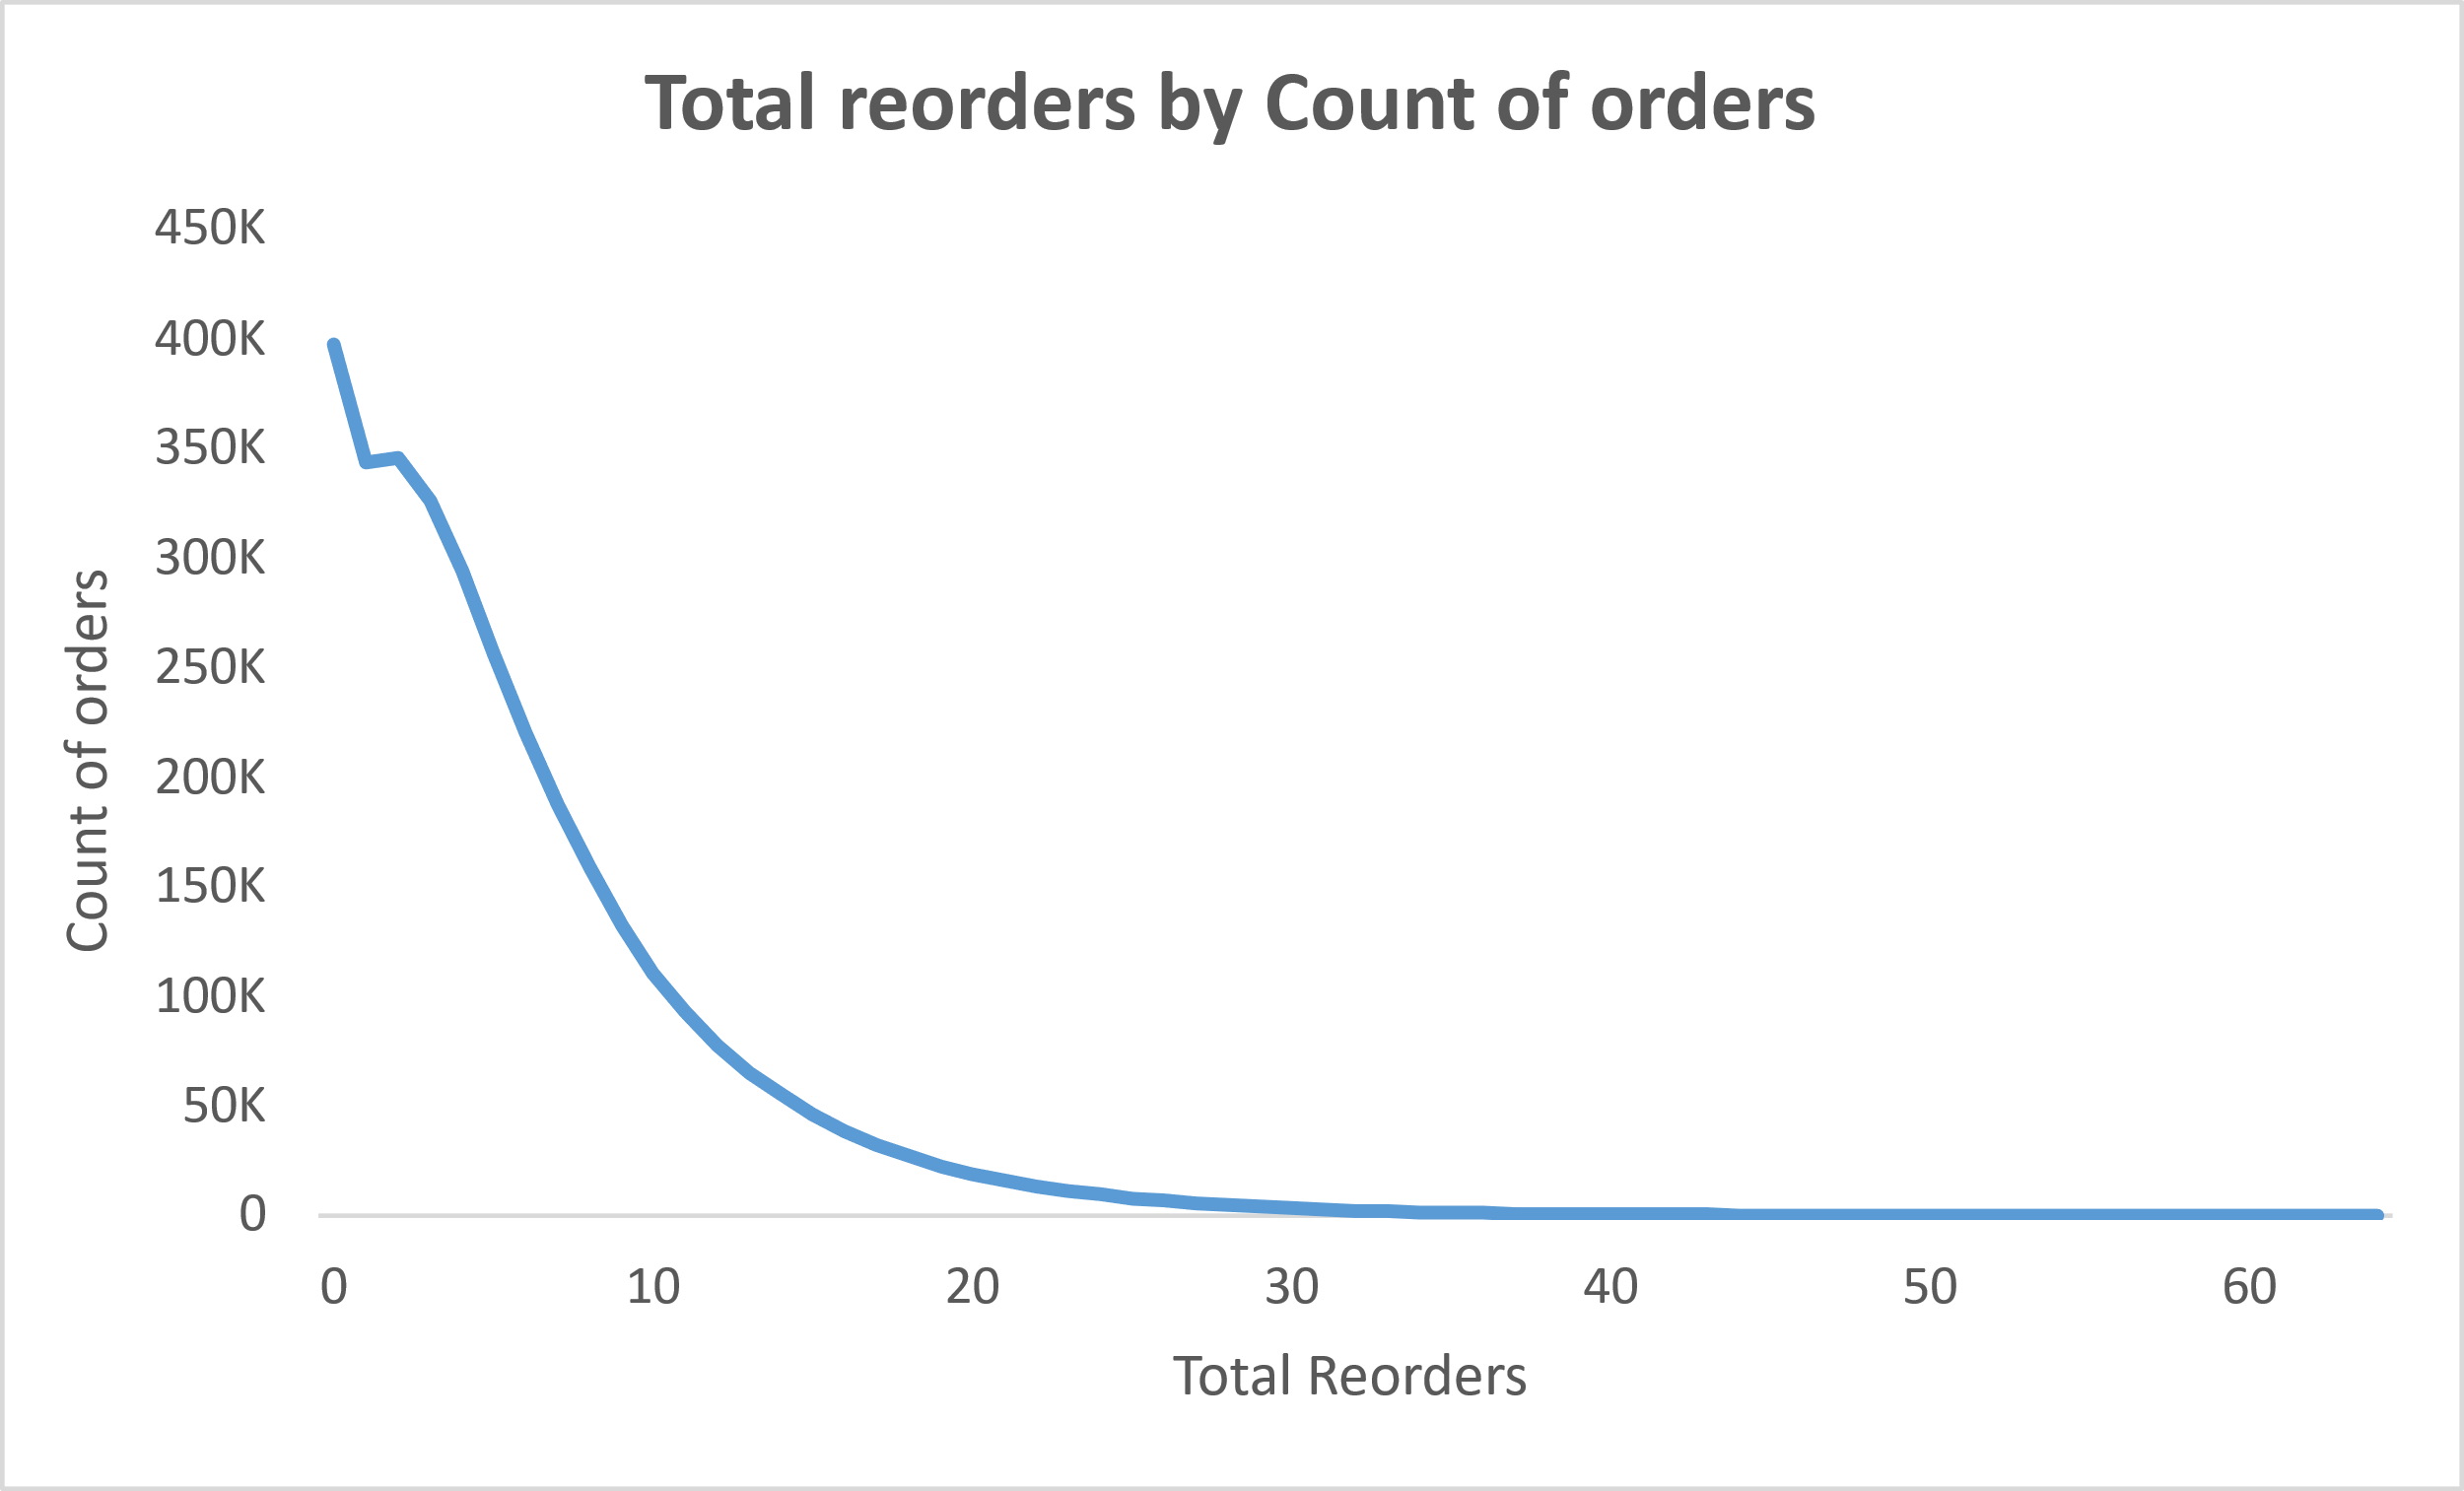 Total reorders by Count of orders
450K
400K
350K
300K
250K
200K
150K
100K
50K
0
Count of orders
0 10 20 30 40 50 60
Total Reorders